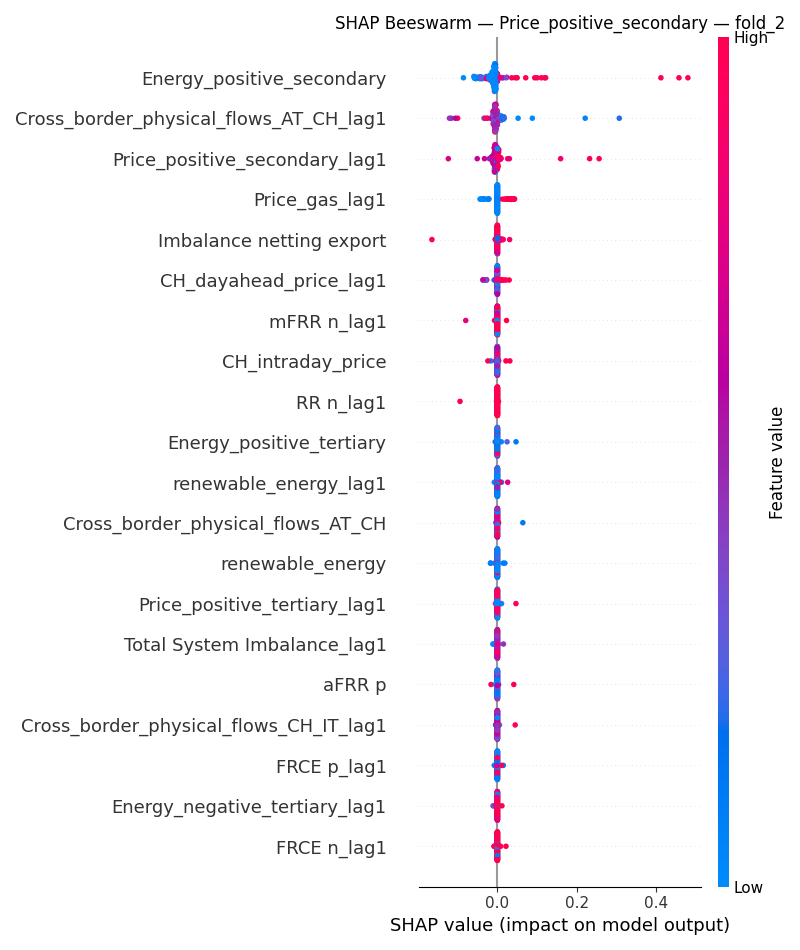 SHAP Beeswarm — Price_positive_secondary — fold_2
High
Energy_positive_secondary
Cross_border_physical_flows_AT_CH_lag1
Price_positive_secondary_lag1
Price_gas_lag1
Imbalance netting export
CH_dayahead_price_lag1
mFRR n_lag1
CH_intraday_price
RR n_lag1
Energy_positive_tertiary
renewable_energy_lag1
Cross_border_physical_flows_AT_CH
renewable_energy
Price_positive_tertiary_lag1
Total System Imbalance_lag1
aFRR p
Cross_border_physical_flows_CH_IT_lag1
FRCE p_lag1
Energy_negative_tertiary_lag1
FRCE n_lag1
Feature value
Low
0.0 0.2 0.4
SHAP value (impact on model output)